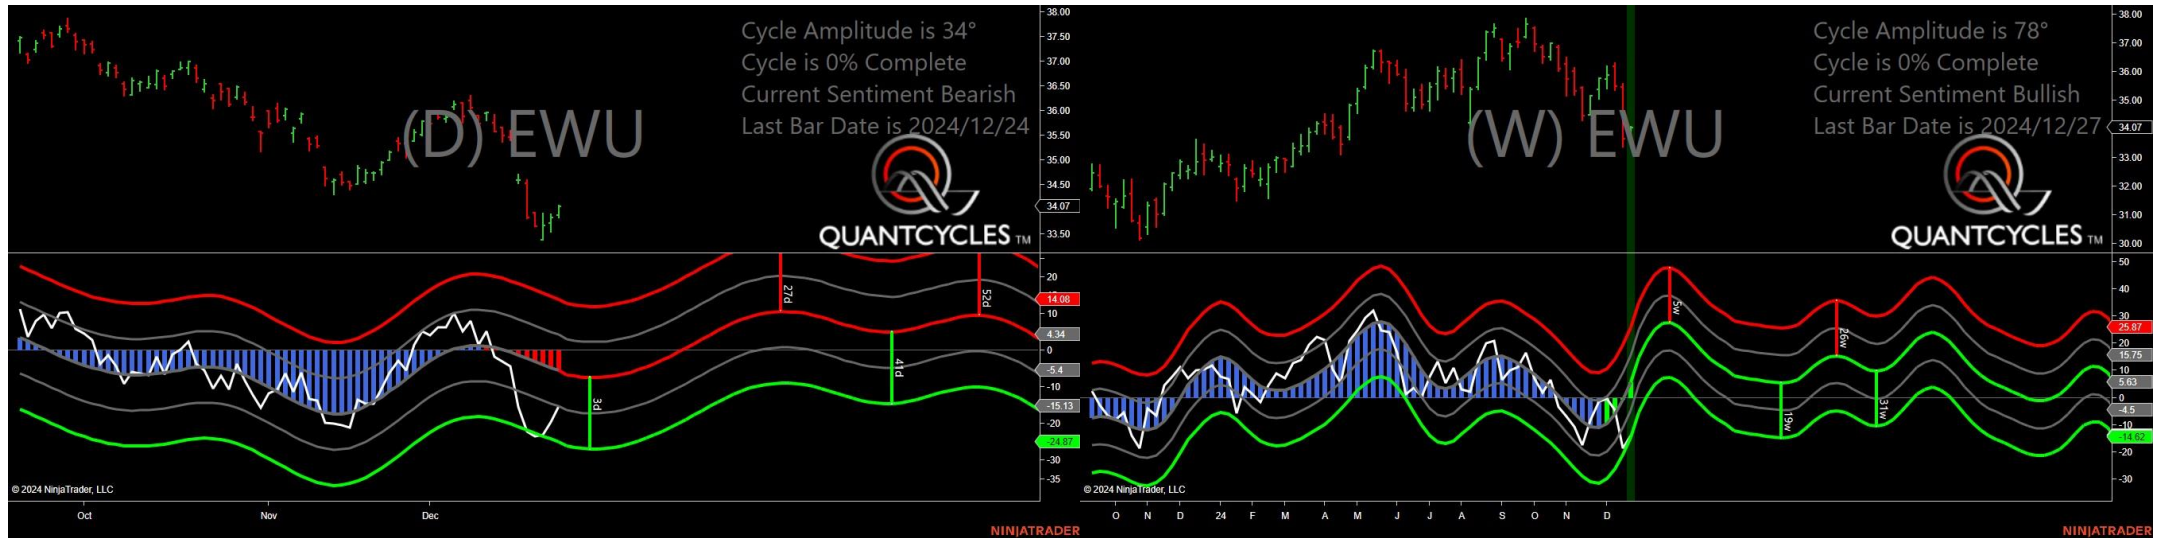 Cycle Amplitude is 34°
Cycle is 0% Complete
Current Sentiment Bearish
Last Bar Date is 2024/12/24
(D) EWU
QUANTCYCLES TM
38.00
37.50
37.00
36.50
36.00
35.50
35.00
34.50
34.07
33.50
27d
52d
41d
3d
20
14.08
10
4.34
0
-5.4
-10
-15.13
-20
-24.87
-30
-35
© 2024 NinjaTrader, LLC
Oct Nov Dec
NINJATRADER
Cycle Amplitude is 78°
Cycle is 0% Complete
Current Sentiment Bullish
Last Bar Date is 2024/12/27
(W) EWU
QUANTCYCLES TM
38.00
37.00
36.00
35.00
34.07
33.00
32.00
31.00
30.00
5w
26w
19w
31w
50
40
30
25.87
20
15.75
10
5.63
0
-4.5
-10
-14.62
-20
-30
© 2024 NinjaTrader, LLC
O N D 24 F M A M J J A S O N D
NINJATRADER